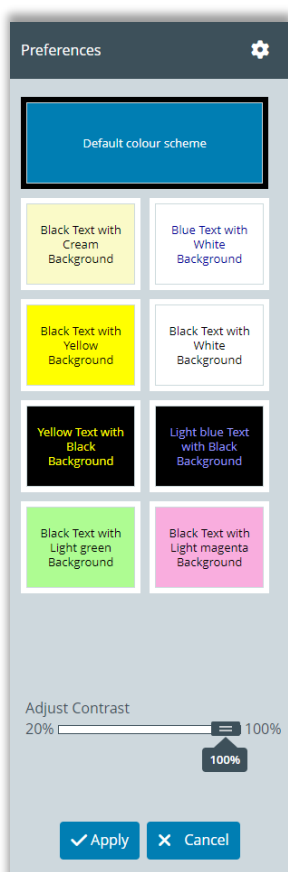 Preferences
Default colour scheme
Black Text with
Cream
Background
Blue Text with
White
Background
Black Text with
Yellow
Background
Black Text with
White
Background
Yellow Text with
Black
Background
Light blue Text
with Black
Background
Black Text with
Light green
Background
Black Text with
Light magenta
Background
Adjust Contrast
20% 100%
100%
Apply Cancel